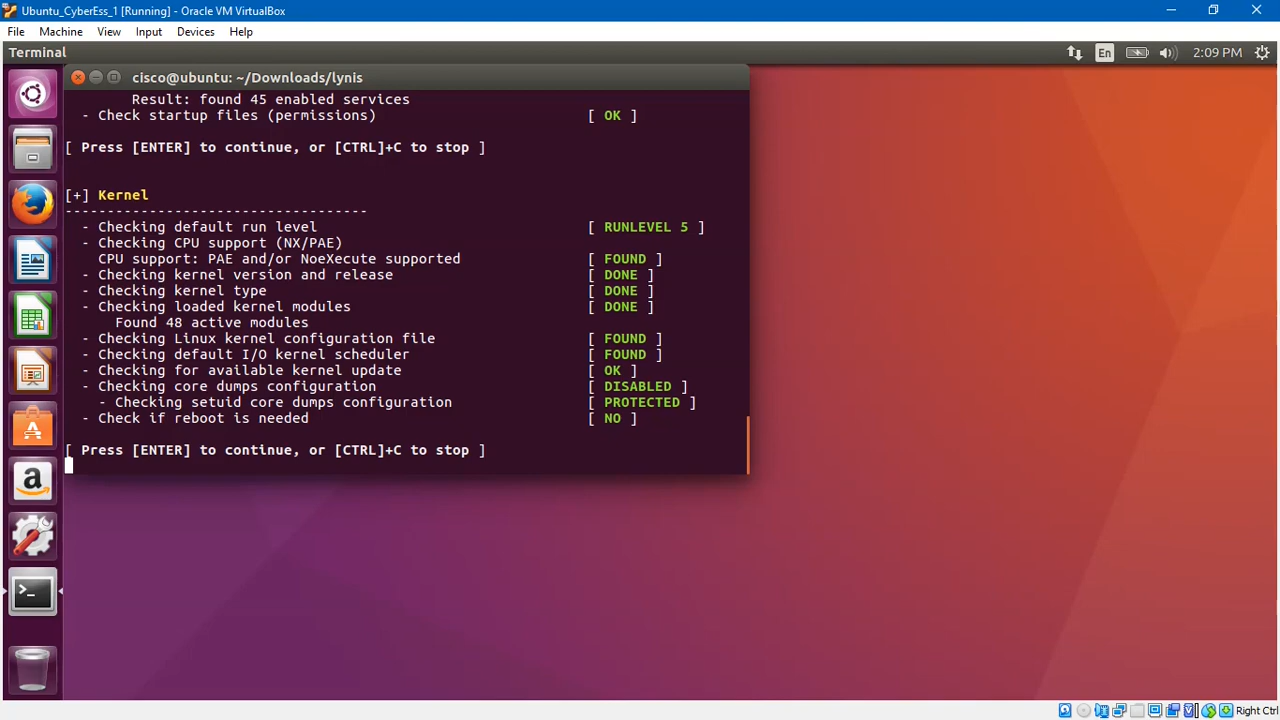 Ubuntu_CyberEss_1 [Running] - Oracle VM VirtualBox
File Machine View Input Devices Help
Terminal En 2:09 PM
cisco@ubuntu: ~/Downloads/lynis
Result: found 45 enabled services
- Check startup files (permissions) [ OK ]
[ Press [ENTER] to continue, or [CTRL]+C to stop ]
[+] Kernel
------------------------------------
- Checking default run level [ RUNLEVEL 5 ]
- Checking CPU support (NX/PAE)
CPU support: PAE and/or NoeXecute supported [ FOUND ]
- Checking kernel version and release [ DONE ]
- Checking kernel type [ DONE ]
- Checking loaded kernel modules [ DONE ]
Found 48 active modules
- Checking Linux kernel configuration file [ FOUND ]
- Checking default I/O kernel scheduler [ FOUND ]
- Checking for available kernel update [ OK ]
- Checking core dumps configuration [ DISABLED ]
- Checking setuid core dumps configuration [ PROTECTED ]
- Check if reboot is needed [ NO ]
[ Press [ENTER] to continue, or [CTRL]+C to stop ]
Right Ctrl